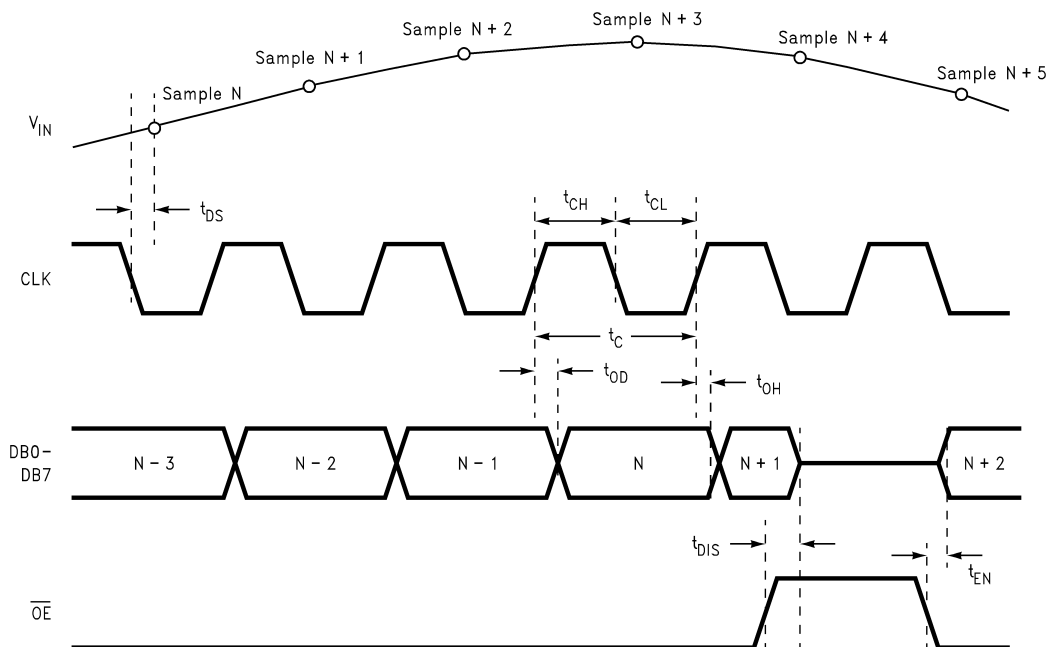 Sample N
Sample N + 1
Sample N + 2
Sample N + 3
Sample N + 4
Sample N + 5
VIN
tDS
tCH
tCL
CLK
tC
tOD
tOH
DB0–
DB7
N – 3
N – 2
N – 1
N
N + 1
N + 2
tDIS
tEN
OE